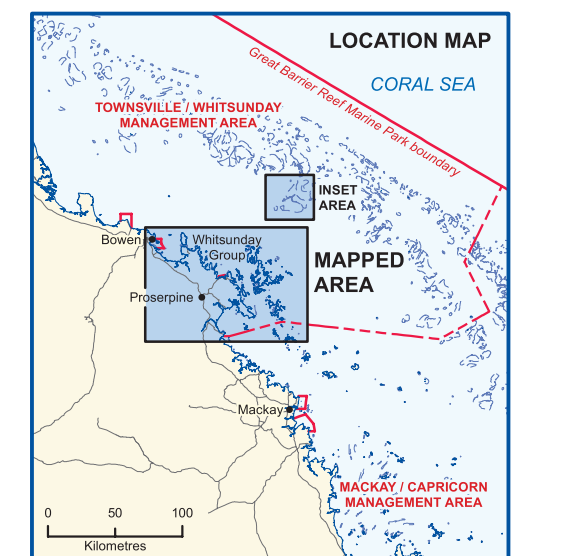 LOCATION MAP
CORAL SEA
Great Barrier Reef Marine Park boundary
TOWNSVILLE / WHITSUNDAY
MANAGEMENT AREA
INSET
AREA
Bowen
Whitsunday
Group
MAPPED
AREA
Proserpine
Mackay
MACKAY / CAPRICORN
MANAGEMENT AREA
0 50 100
Kilometres